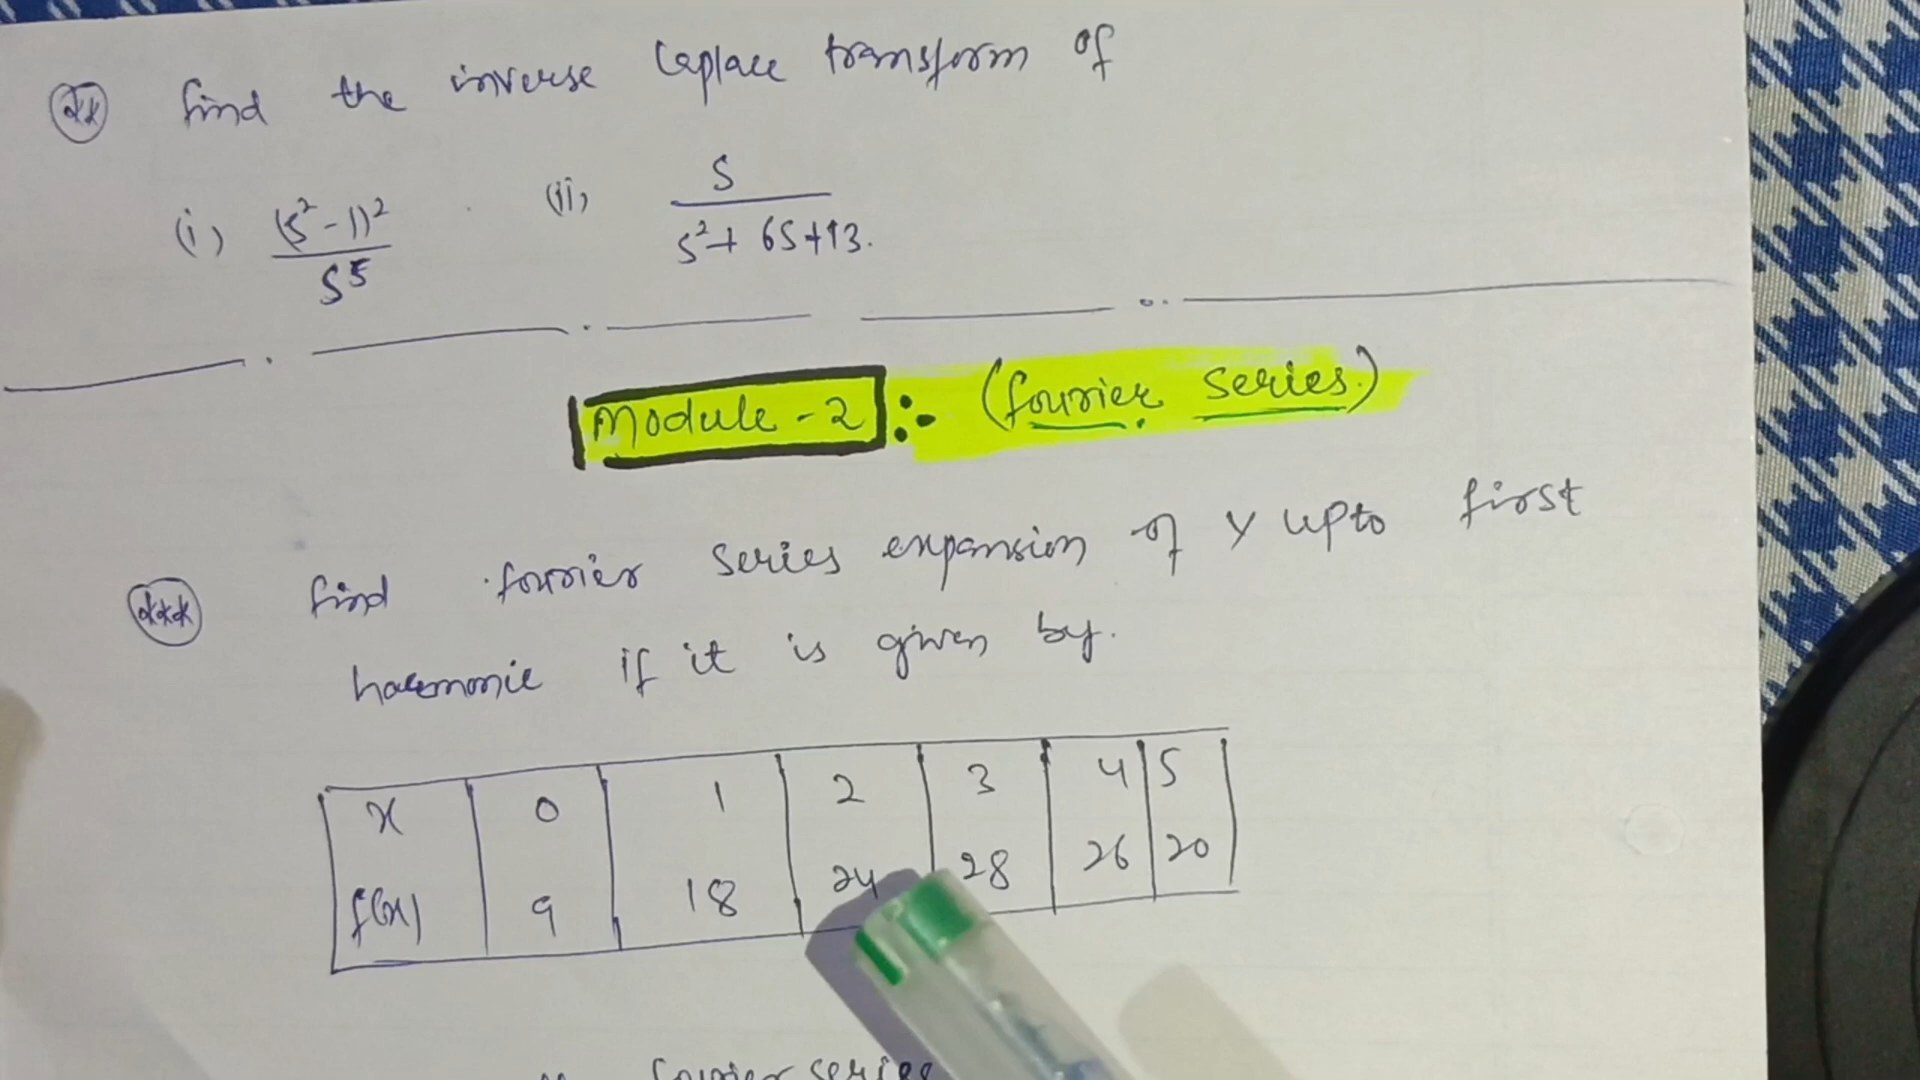 ** find the inverse Laplace transform of
(i) (s²-1)² / s⁵ (ii) s / s²+6s+13.
Module-2 :- (fourier series.)
*** find fourier series expansion of y upto first
harmonic if it is given by.
x 0 1 2 3 4 5
f(x) 9 18 24 28 26 20
fourier series